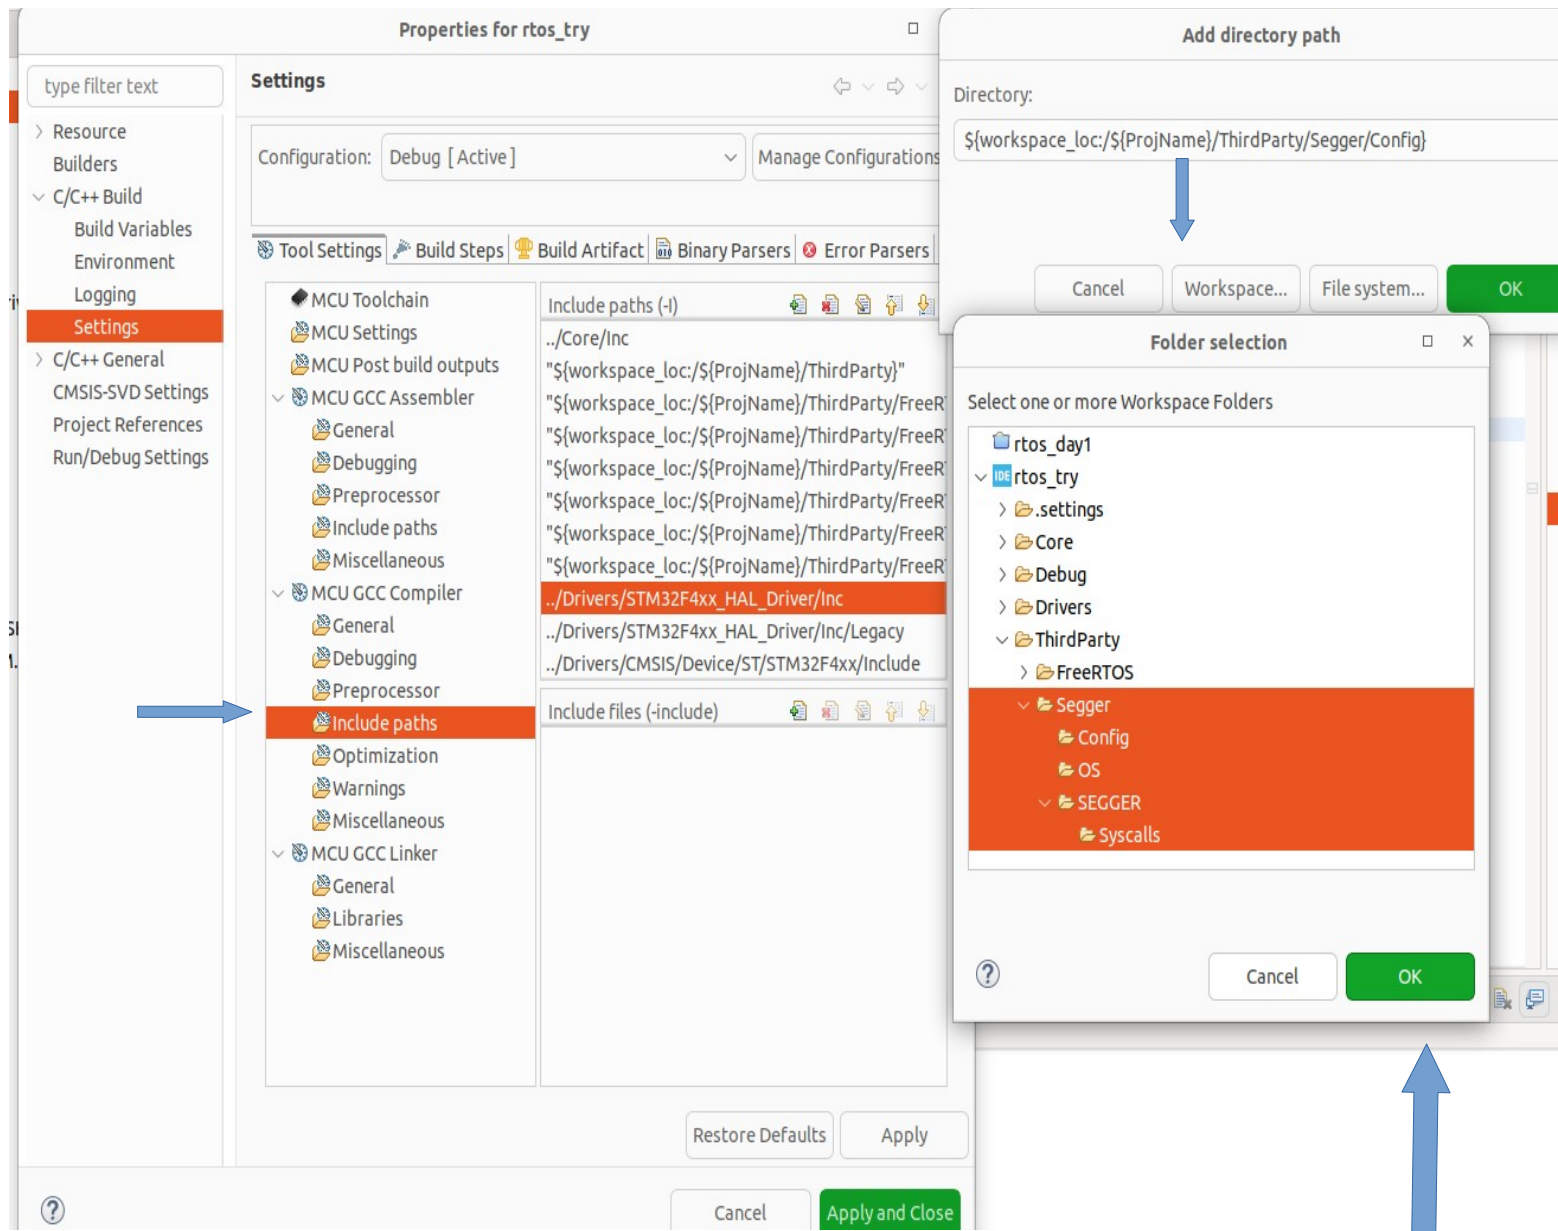 Properties for rtos_try
type filter text
Resource
Builders
C/C++ Build
Build Variables
Environment
Logging
Settings
C/C++ General
CMSIS-SVD Settings
Project References
Run/Debug Settings
Settings
Configuration:
Debug [ Active ]
Manage Configurations
Tool Settings
Build Steps
Build Artifact
Binary Parsers
Error Parsers
MCU Toolchain
MCU Settings
MCU Post build outputs
MCU GCC Assembler
General
Debugging
Preprocessor
Include paths
Miscellaneous
MCU GCC Compiler
General
Debugging
Preprocessor
Include paths
Optimization
Warnings
Miscellaneous
MCU GCC Linker
General
Libraries
Miscellaneous
Include paths (-I)
../Core/Inc
"${workspace_loc:/${ProjName}/ThirdParty}"
"${workspace_loc:/${ProjName}/ThirdParty/FreeR
"${workspace_loc:/${ProjName}/ThirdParty/FreeR
"${workspace_loc:/${ProjName}/ThirdParty/FreeR
"${workspace_loc:/${ProjName}/ThirdParty/FreeR
"${workspace_loc:/${ProjName}/ThirdParty/FreeR
"${workspace_loc:/${ProjName}/ThirdParty/FreeR
../Drivers/STM32F4xx_HAL_Driver/Inc
../Drivers/STM32F4xx_HAL_Driver/Inc/Legacy
../Drivers/CMSIS/Device/ST/STM32F4xx/Include
Include files (-include)
Restore Defaults
Apply
Cancel
Apply and Close
Add directory path
Directory:
${workspace_loc:/${ProjName}/ThirdParty/Segger/Config}
Cancel
Workspace...
File system...
OK
Folder selection
Select one or more Workspace Folders
rtos_day1
IDE rtos_try
.settings
Core
Debug
Drivers
ThirdParty
FreeRTOS
Segger
Config
OS
SEGGER
Syscalls
Cancel
OK